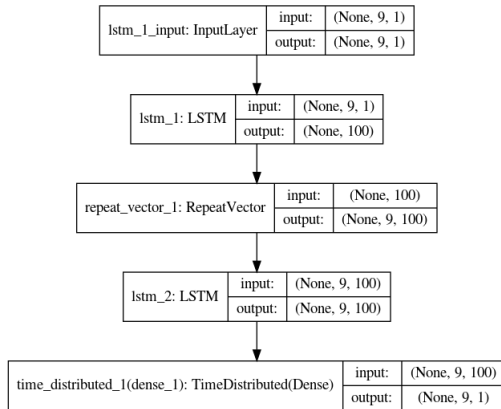 lstm_1_input: InputLayer
input: (None, 9, 1)
output: (None, 9, 1)
lstm_1: LSTM
input: (None, 9, 1)
output: (None, 100)
repeat_vector_1: RepeatVector
input: (None, 100)
output: (None, 9, 100)
lstm_2: LSTM
input: (None, 9, 100)
output: (None, 9, 100)
time_distributed_1(dense_1): TimeDistributed(Dense)
input: (None, 9, 100)
output: (None, 9, 1)